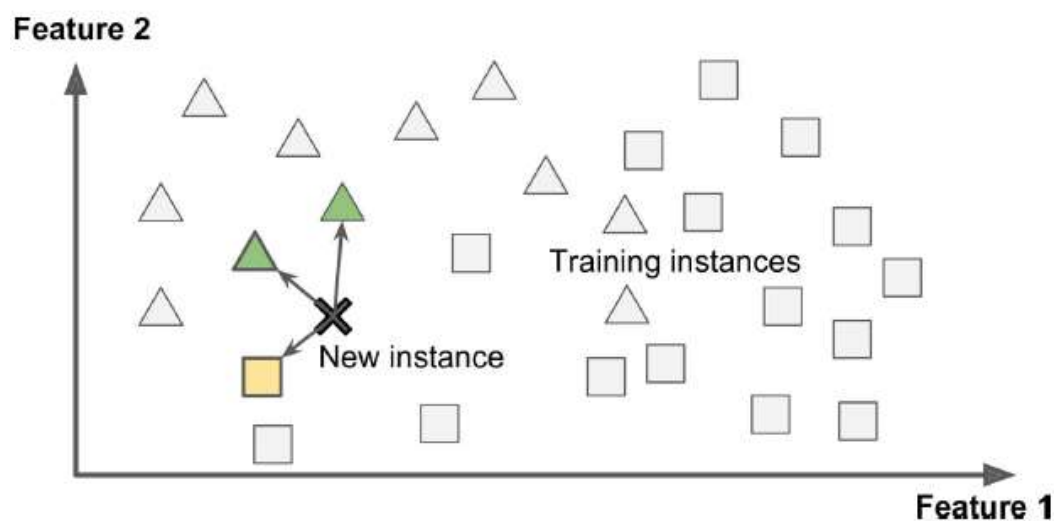 Feature 2
Training instances
New instance
Feature 1